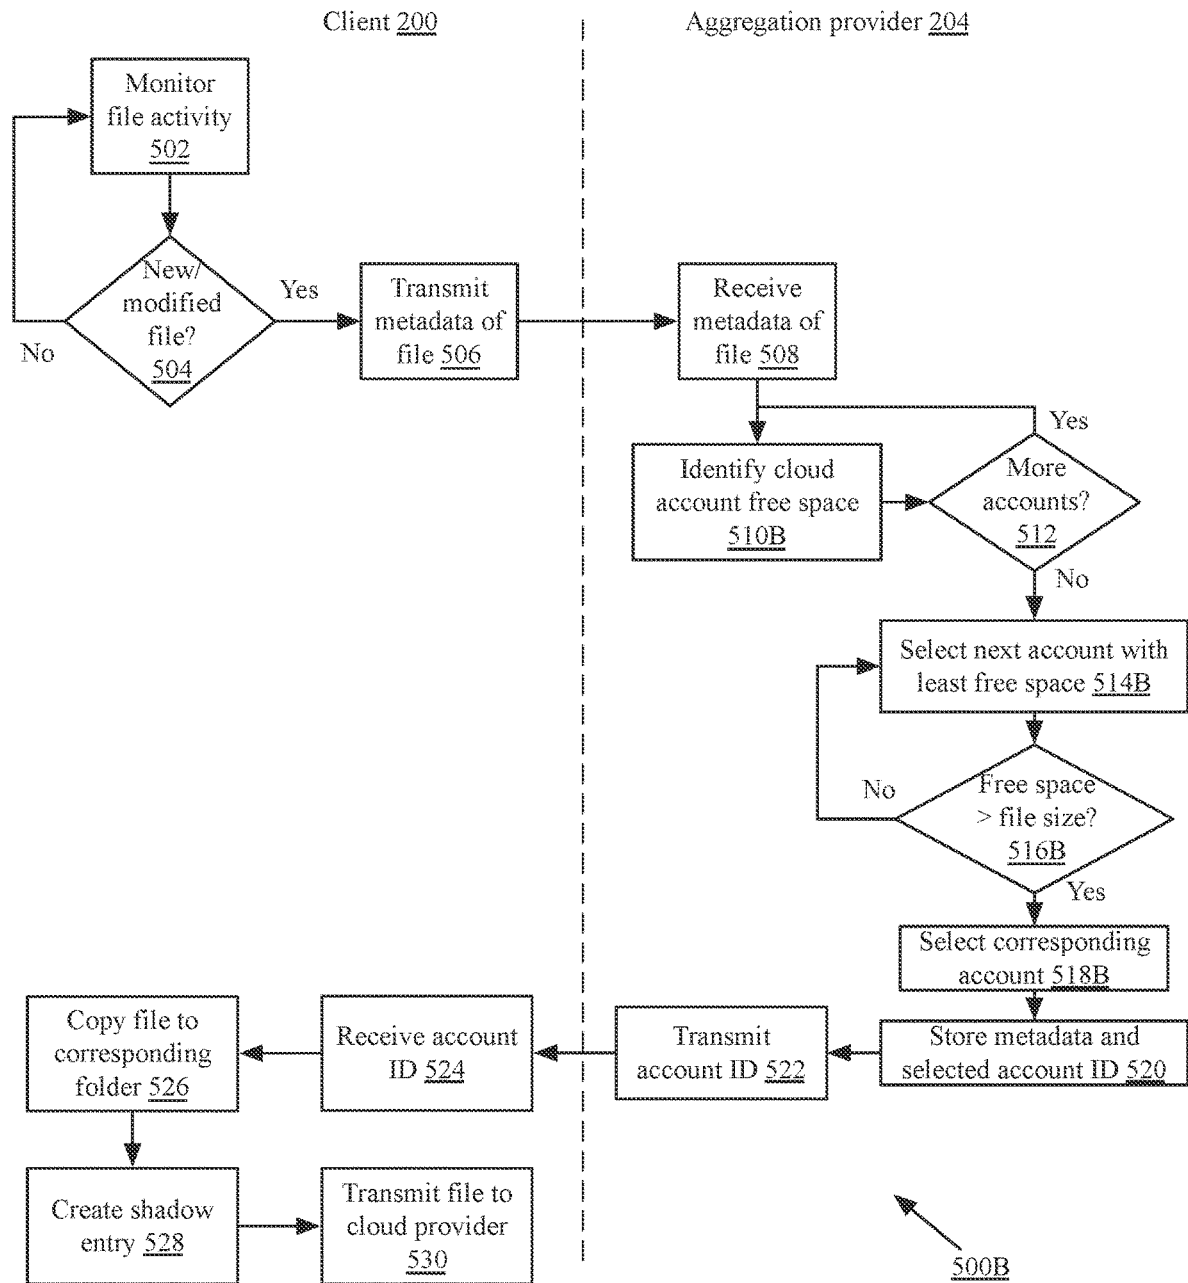 Client 200
Aggregation provider 204
Monitor
file activity
502
New/
modified
file?
504
No
Yes
Transmit
metadata of
file 506
Receive
metadata of
file 508
Identify cloud
account free space
510B
More
accounts?
512
Yes
No
Select next account with
least free space 514B
Free space
> file size?
516B
No
Yes
Select corresponding
account 518B
Store metadata and
selected account ID 520
Transmit
account ID 522
Receive account
ID 524
Copy file to
corresponding
folder 526
Create shadow
entry 528
Transmit file to
cloud provider
530
500B